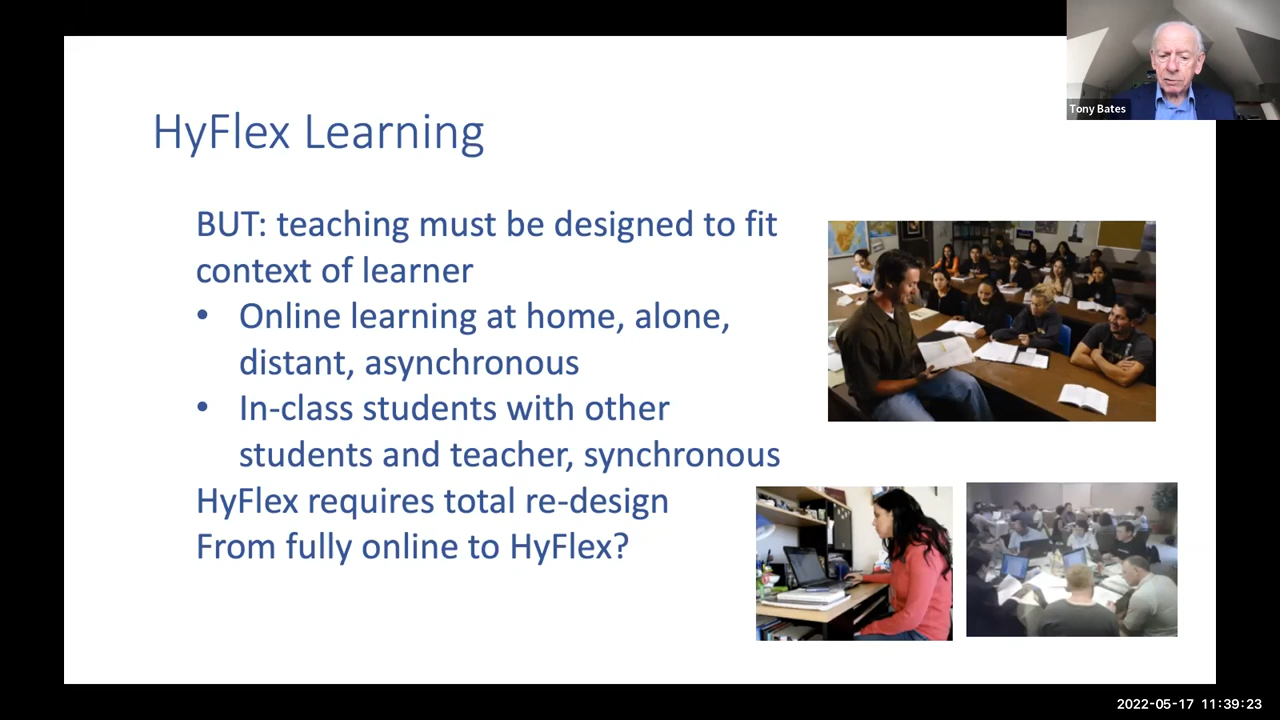 Tony Bates
HyFlex Learning
BUT: teaching must be designed to fit
context of learner
• Online learning at home, alone,
distant, asynchronous
• In-class students with other
students and teacher, synchronous
HyFlex requires total re-design
From fully online to HyFlex?
2022-05-17 11:39:23